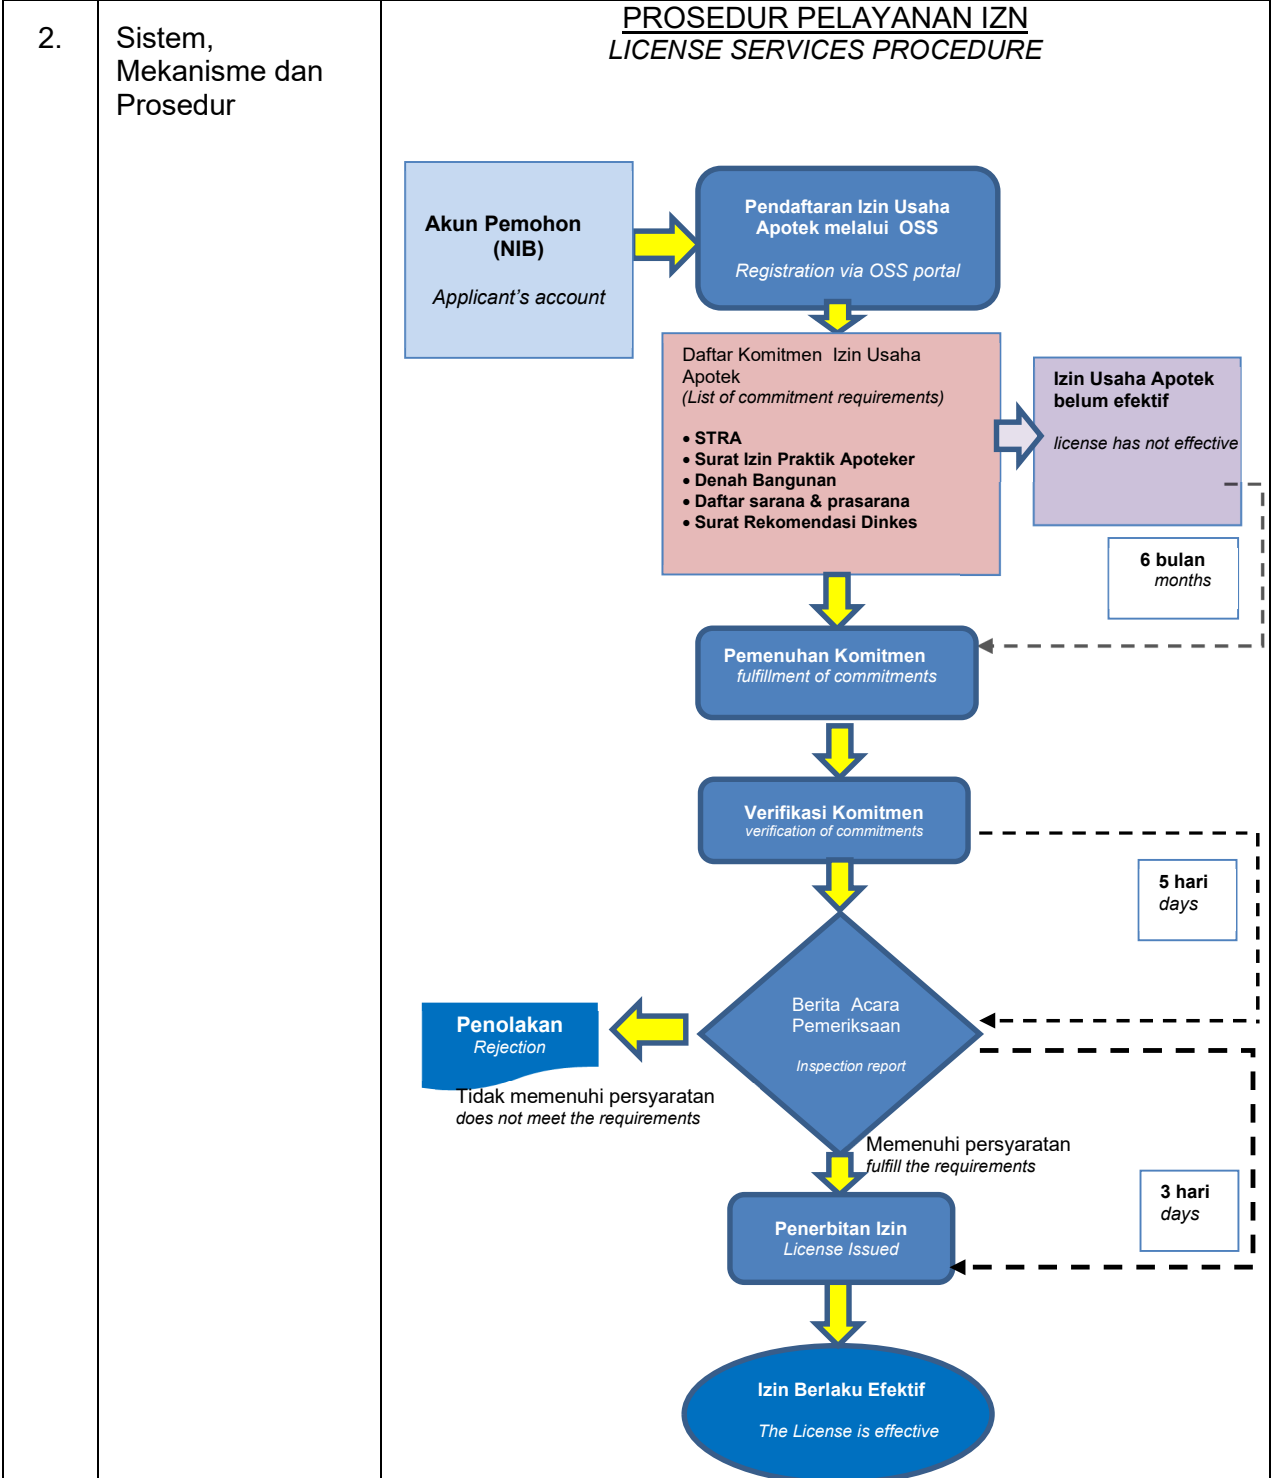 2.
Sistem,
Mekanisme dan
Prosedur
PROSEDUR PELAYANAN IZN
LICENSE SERVICES PROCEDURE
Akun Pemohon
(NIB)
Applicant's account
Pendaftaran Izin Usaha
Apotek melalui OSS
Registration via OSS portal
Daftar Komitmen Izin Usaha
Apotek
(List of commitment requirements)
• STRA
• Surat Izin Praktik Apoteker
• Denah Bangunan
• Daftar sarana & prasarana
• Surat Rekomendasi Dinkes
Izin Usaha Apotek
belum efektif
license has not effective
6 bulan
months
Pemenuhan Komitmen
fulfillment of commitments
Verifikasi Komitmen
verification of commitments
5 hari
days
Berita Acara
Pemeriksaan
Inspection report
Penolakan
Rejection
Tidak memenuhi persyaratan
does not meet the requirements
Memenuhi persyaratan
fulfill the requirements
3 hari
days
Penerbitan Izin
License Issued
Izin Berlaku Efektif
The License is effective